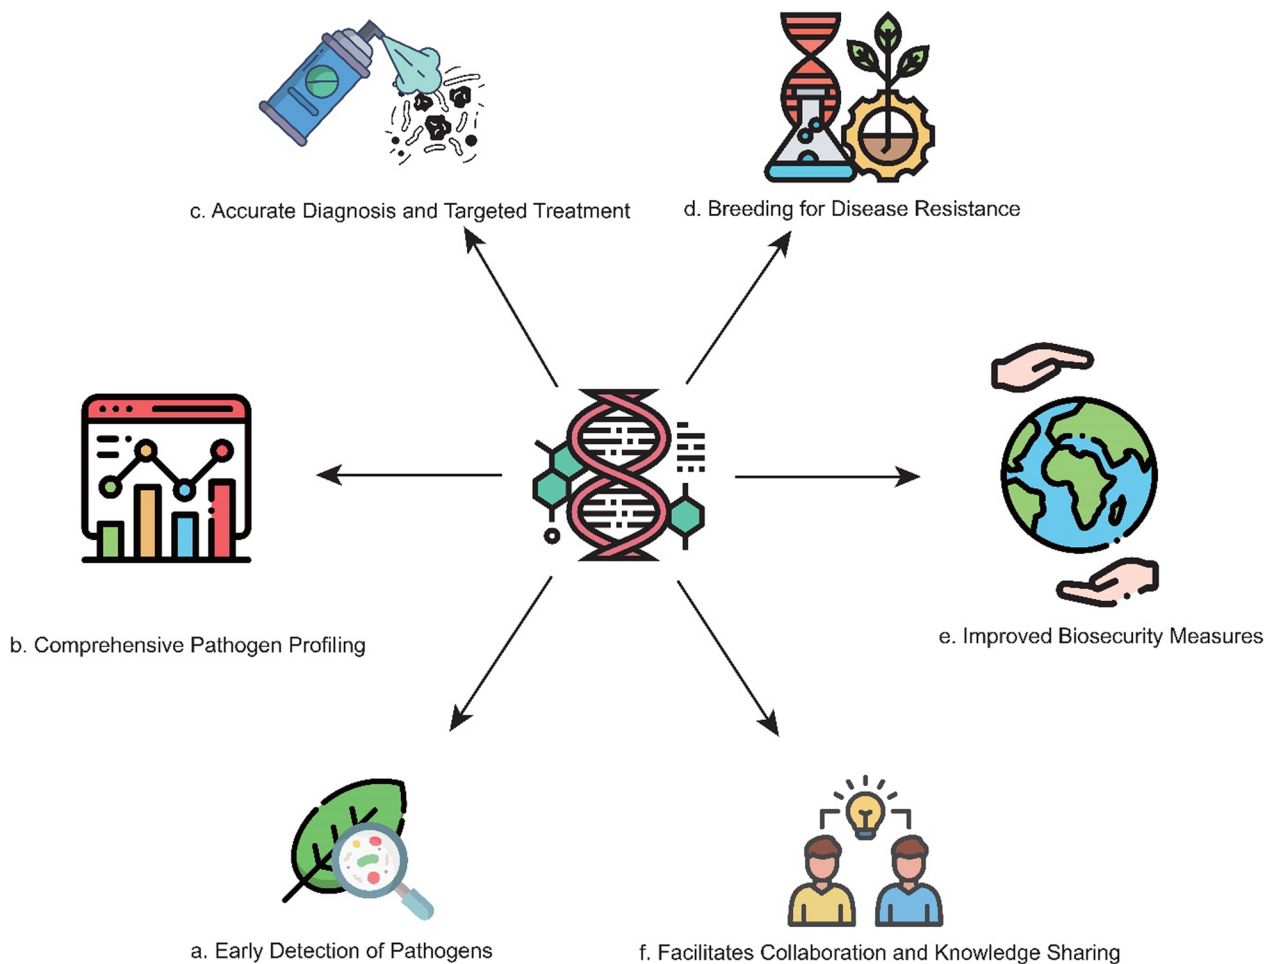 c. Accurate Diagnosis and Targeted Treatment
d. Breeding for Disease Resistance
b. Comprehensive Pathogen Profiling
e. Improved Biosecurity Measures
a. Early Detection of Pathogens
f. Facilitates Collaboration and Knowledge Sharing